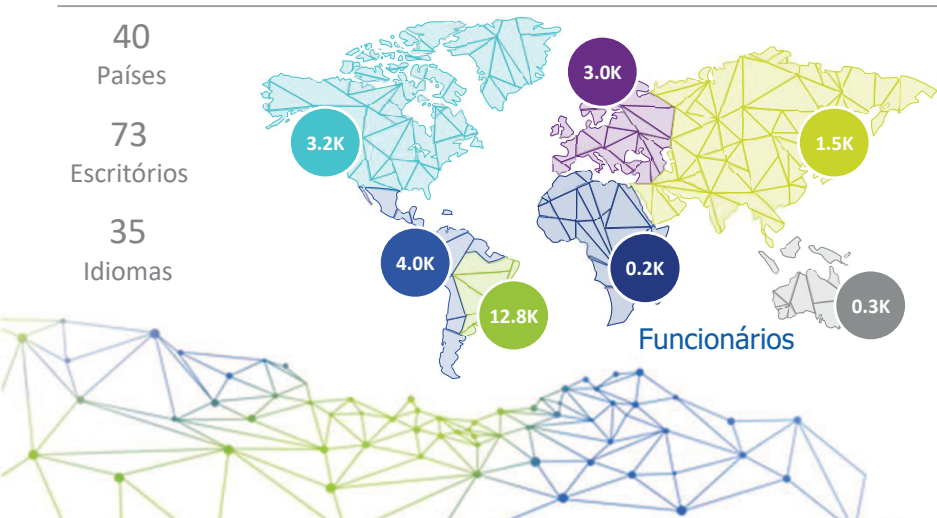 40
Países
73
Escritórios
35
Idiomas
3.0K
3.2K
1.5K
4.0K
0.2K
12.8K
0.3K
Funcionários